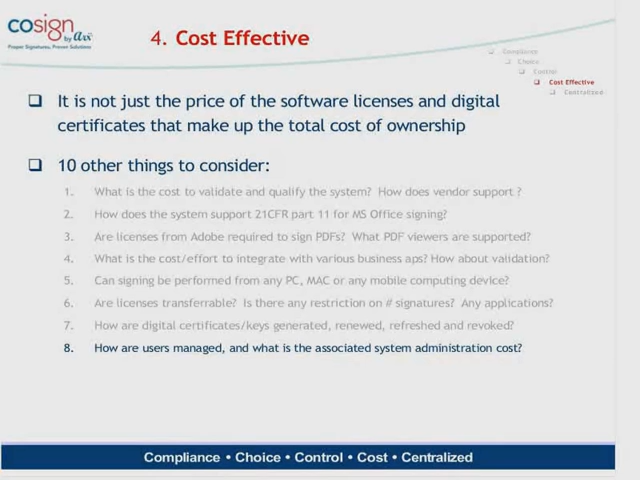 cosign
by arx
Proper Signatures, Proven Solutions
4. Cost Effective
Compliance
Choice
Control
Cost Effective
Centralized
It is not just the price of the software licenses and digital
certificates that make up the total cost of ownership
10 other things to consider:
1. What is the cost to validate and qualify the system? How does vendor support ?
2. How does the system support 21CFR part 11 for MS Office signing?
3. Are licenses from Adobe required to sign PDFs? What PDF viewers are supported?
4. What is the cost/effort to integrate with various business aps? How about validation?
5. Can signing be performed from any PC, MAC or any mobile computing device?
6. Are licenses transferrable? Is there any restriction on # signatures? Any applications?
7. How are digital certificates/keys generated, renewed, refreshed and revoked?
8. How are users managed, and what is the associated system administration cost?
Compliance • Choice • Control • Cost • Centralized